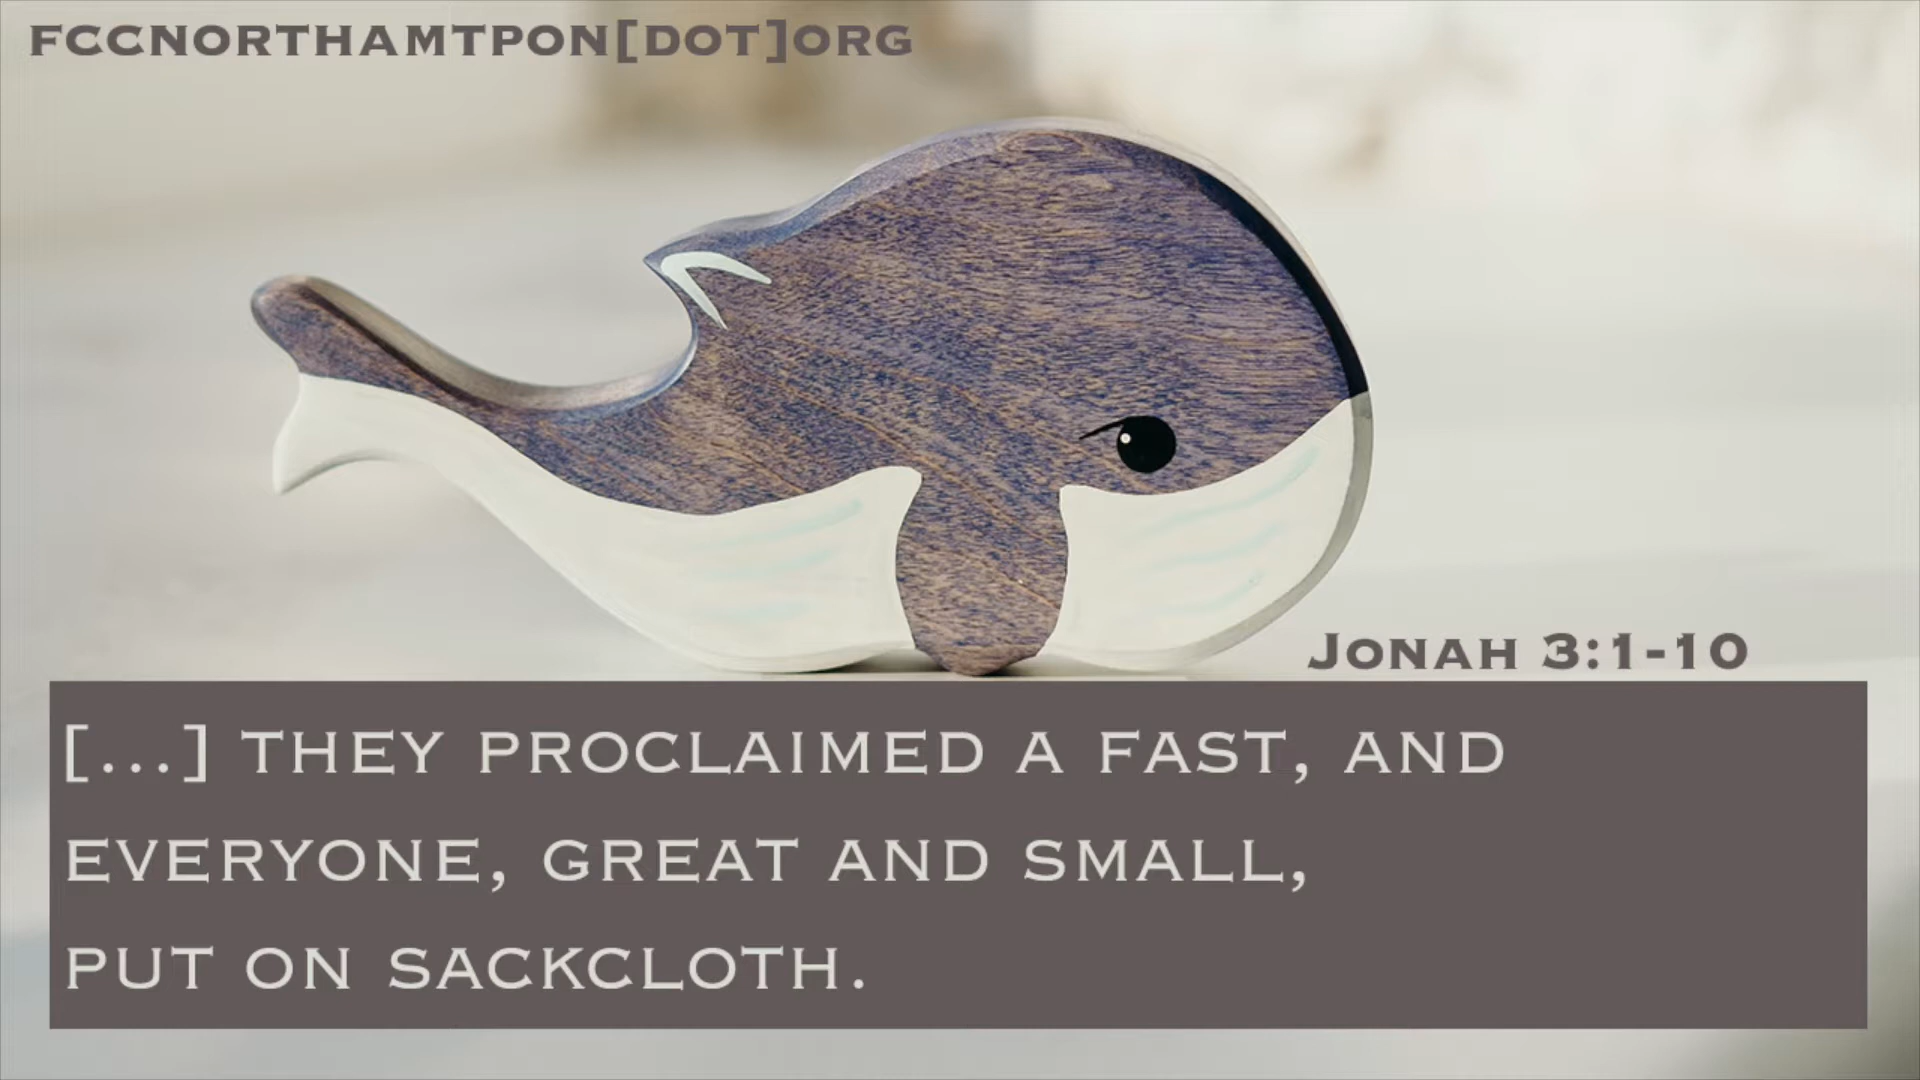 FCCNORTHAMTPON[DOT]ORG
JONAH 3:1-10
[...] THEY PROCLAIMED A FAST, AND
EVERYONE, GREAT AND SMALL,
PUT ON SACKCLOTH.